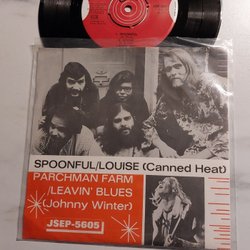 SPOONFUL/LOUISE (Canned Heat)
PARCHMAN FARM
/LEAVIN' BLUES
(Johnny Winter)
JSEP-5605